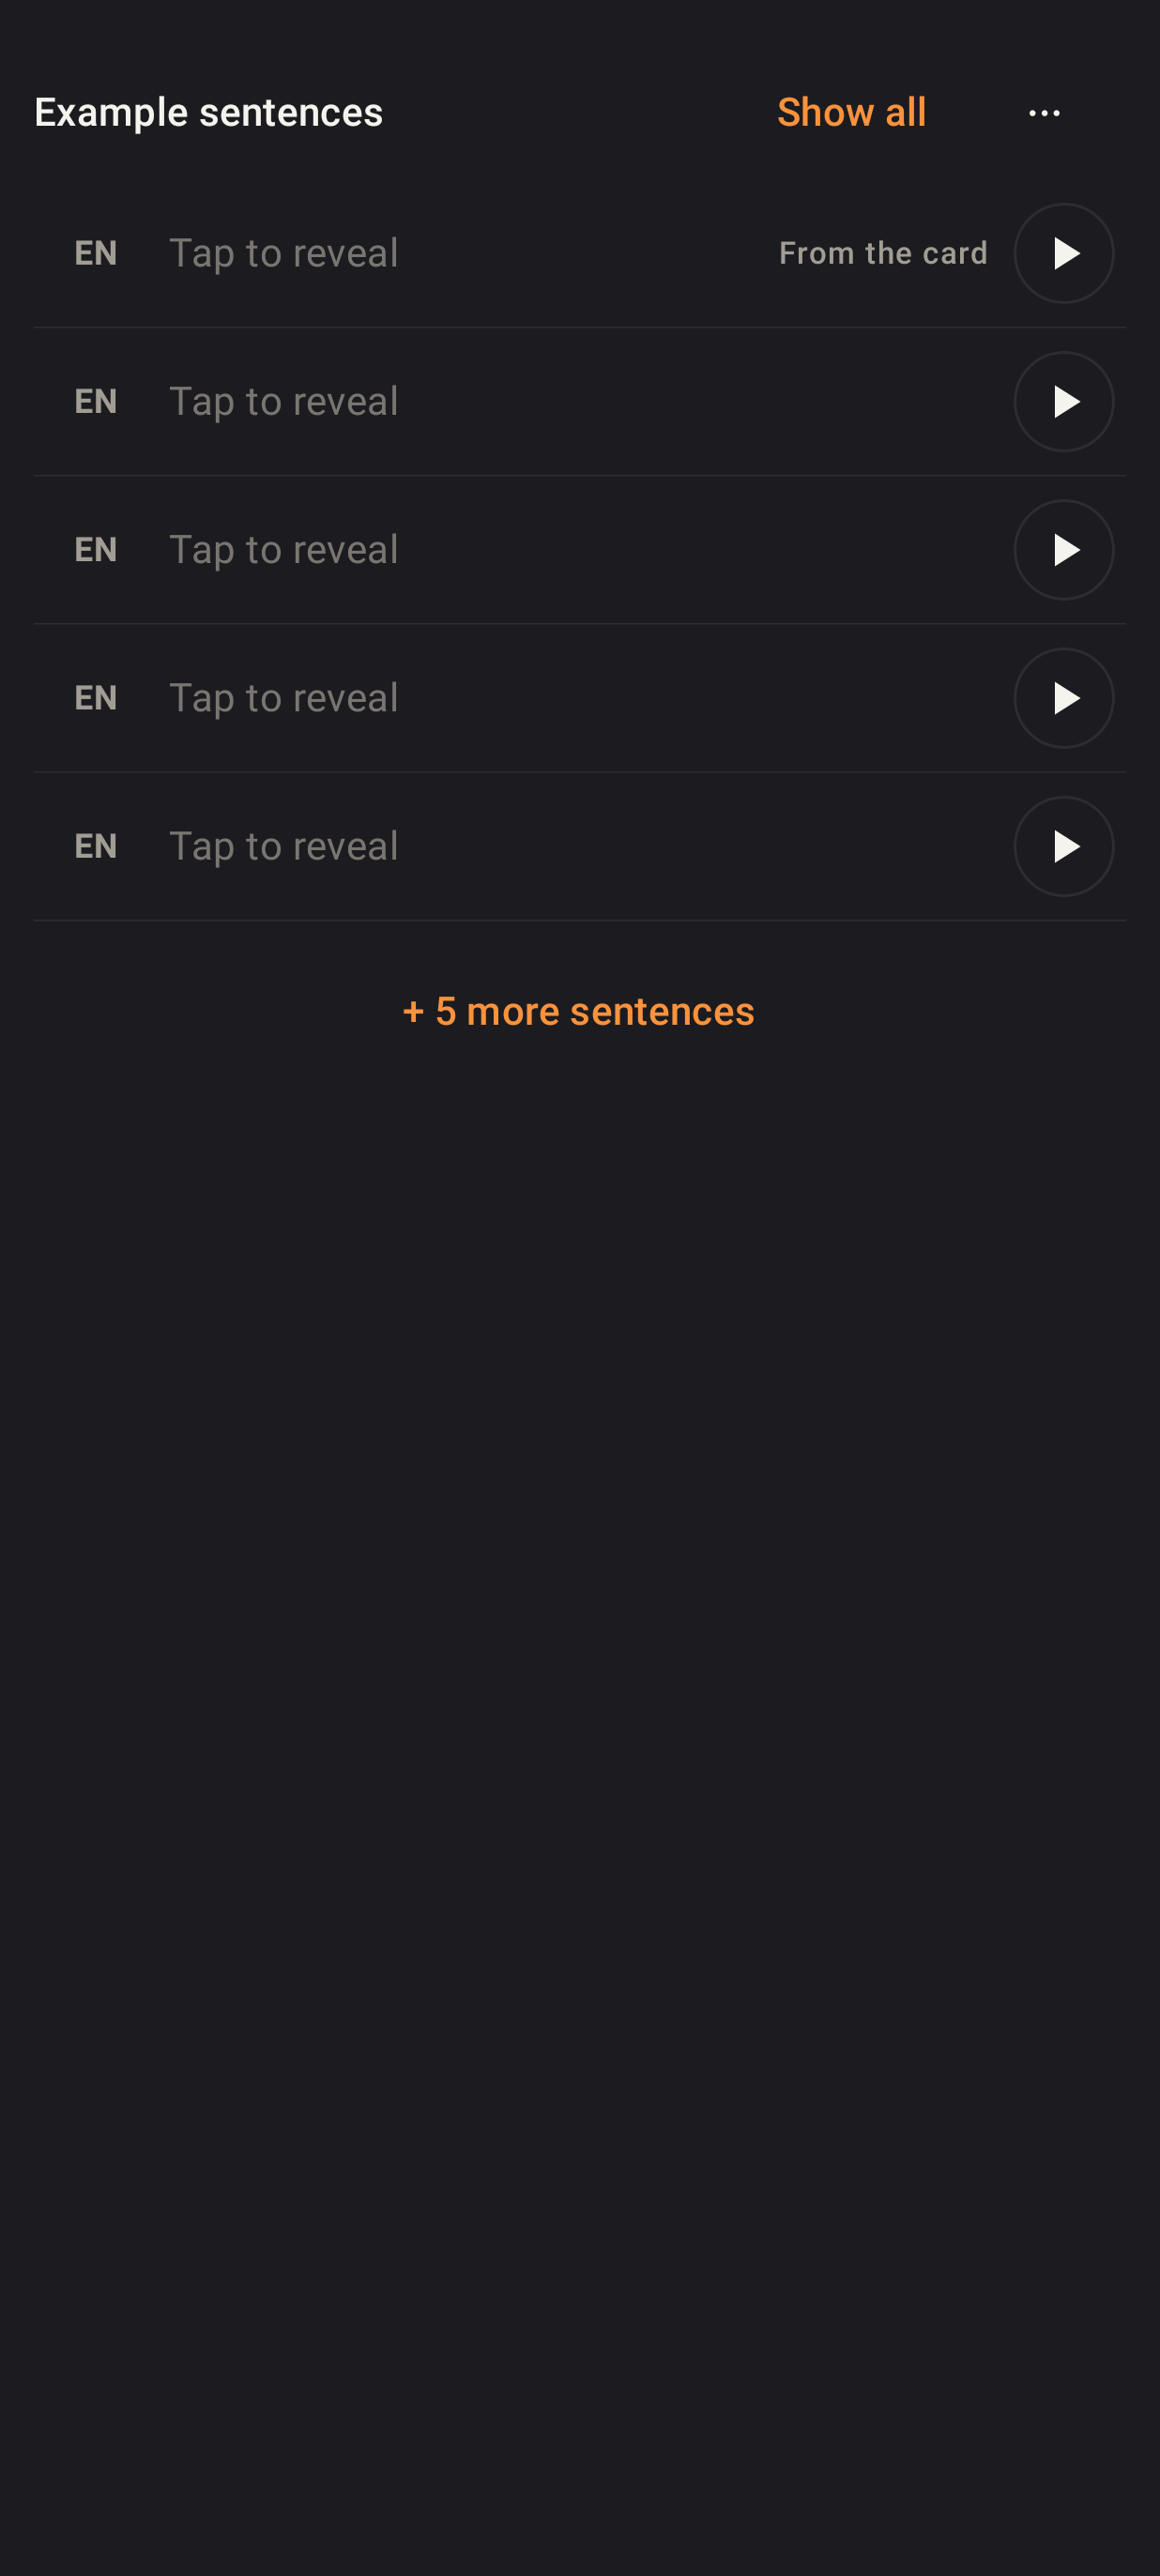 Example sentences Show all ...
EN Tap to reveal From the card
EN Tap to reveal
EN Tap to reveal
EN Tap to reveal
EN Tap to reveal
+ 5 more sentences